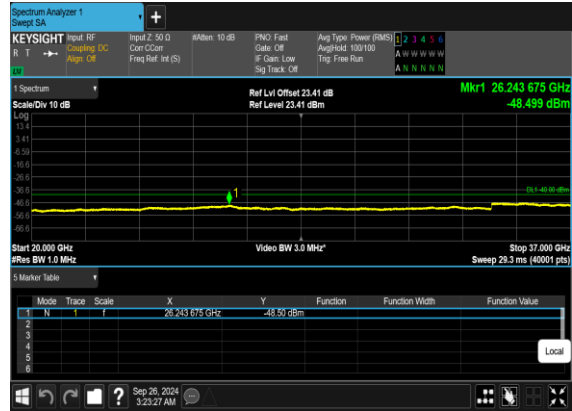 Spectrum Analyzer 1
Swept SA
+
KEYSIGHT Input: RF Input Z: 50 Ω #Atten: 10 dB PNO: Fast Avg Type: Power (RMS) 1 2 3 4 5 6
R T Coupling: DC Corr CCorr Gate: Off Avg|Hold: 100/100 A W W W W W
Align: Off Freq Ref: Int (S) IF Gain: Low Trig: Free Run
Sig Track: Off A N N N N N
1 Spectrum Ref Lvl Offset 23.41 dB Mkr1 26.243 675 GHz
Scale/Div 10 dB Ref Level 23.41 dBm -48.499 dBm
Log
13.4
3.41
-6.59
-16.6
-26.6
-36.6 1 DL1 -40.00 dBm
-46.6
-56.6
-66.6
Start 20.000 GHz Video BW 3.0 MHz* Stop 37.000 GHz
#Res BW 1.0 MHz Sweep 29.3 ms (40001 pts)
5 Marker Table
Mode Trace Scale X Y Function Function Width Function Value
1 N 1 f 26.243 675 GHz -48.50 dBm
2
3
4
5
6
Local
? Sep 26, 2024
3:23:27 AM